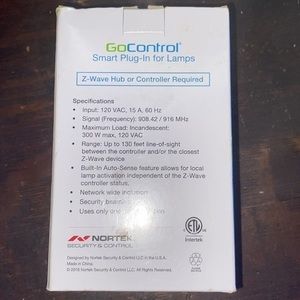 GoControl®
Smart Plug-In for Lamps
Z-Wave Hub or Controller Required
Specifications
• Input: 120 VAC, 15 A, 60 Hz
• Signal (Frequency): 908.42 / 916 MHz
• Maximum Load: Incandescent:
300 W max, 120 VAC
• Range: Up to 130 feet line-of-sight
between the controller and/or the closest
Z-Wave device
• Built-In Auto-Sense feature allows for local
lamp activation independent of the Z-Wave
controller status.
• Network wide inclu
• Security
• Uses only one
NORTEK
SECURITY & CONTROL
ETL
Intertek
Designed by Nortek Security & Control LLC in the U.S.A.
Made in China.
© 2016 Nortek Security & Control LLC. All Rights Reserved.